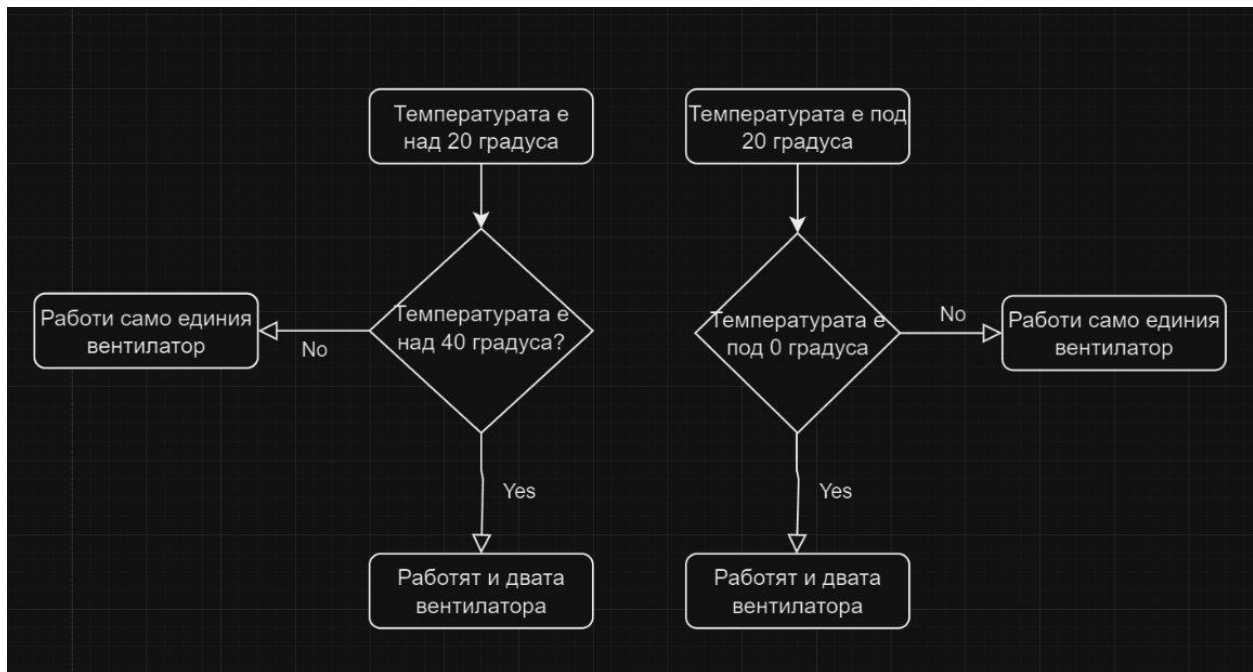 Температурата е
над 20 градуса
Температурата е под
20 градуса
Работи само единия
вентилатор
No
Температурата е
над 40 градуса?
Температурата е
под 0 градуса
No
Работи само единия
вентилатор
Yes
Yes
Работят и двата
вентилатора
Работят и двата
вентилатора